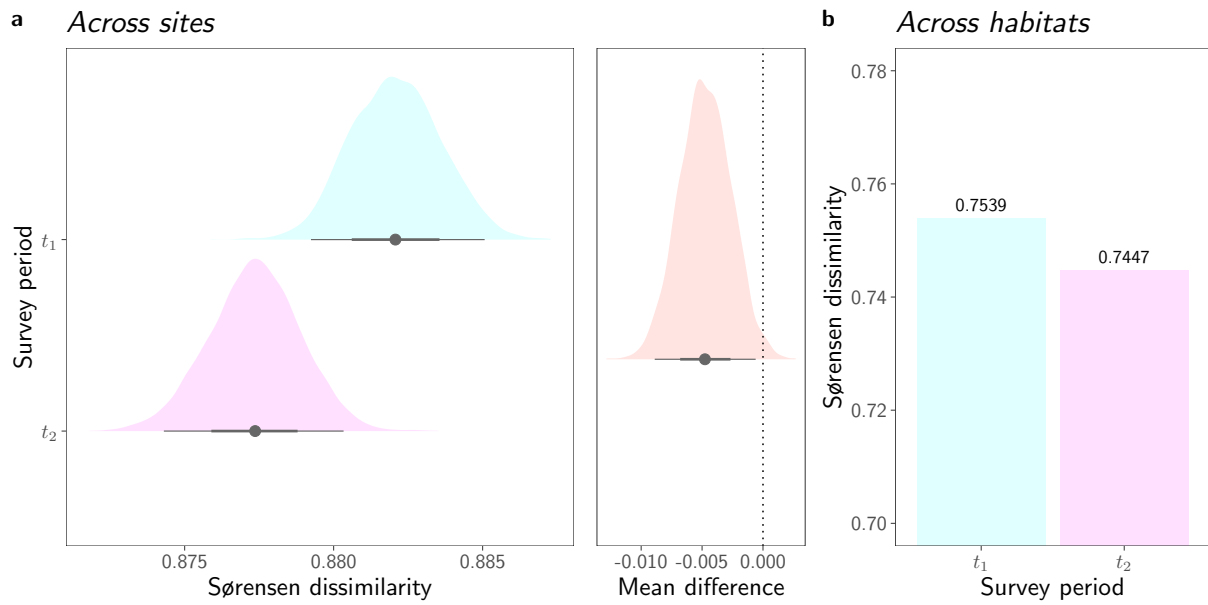 a
Across sites
Survey period
t₁
t₂
0.875
0.880
0.885
Sørensen dissimilarity
-0.010
-0.005
0.000
Mean difference
b
Across habitats
Sørensen dissimilarity
0.78
0.76
0.74
0.72
0.70
0.7539
0.7447
t₁
t₂
Survey period